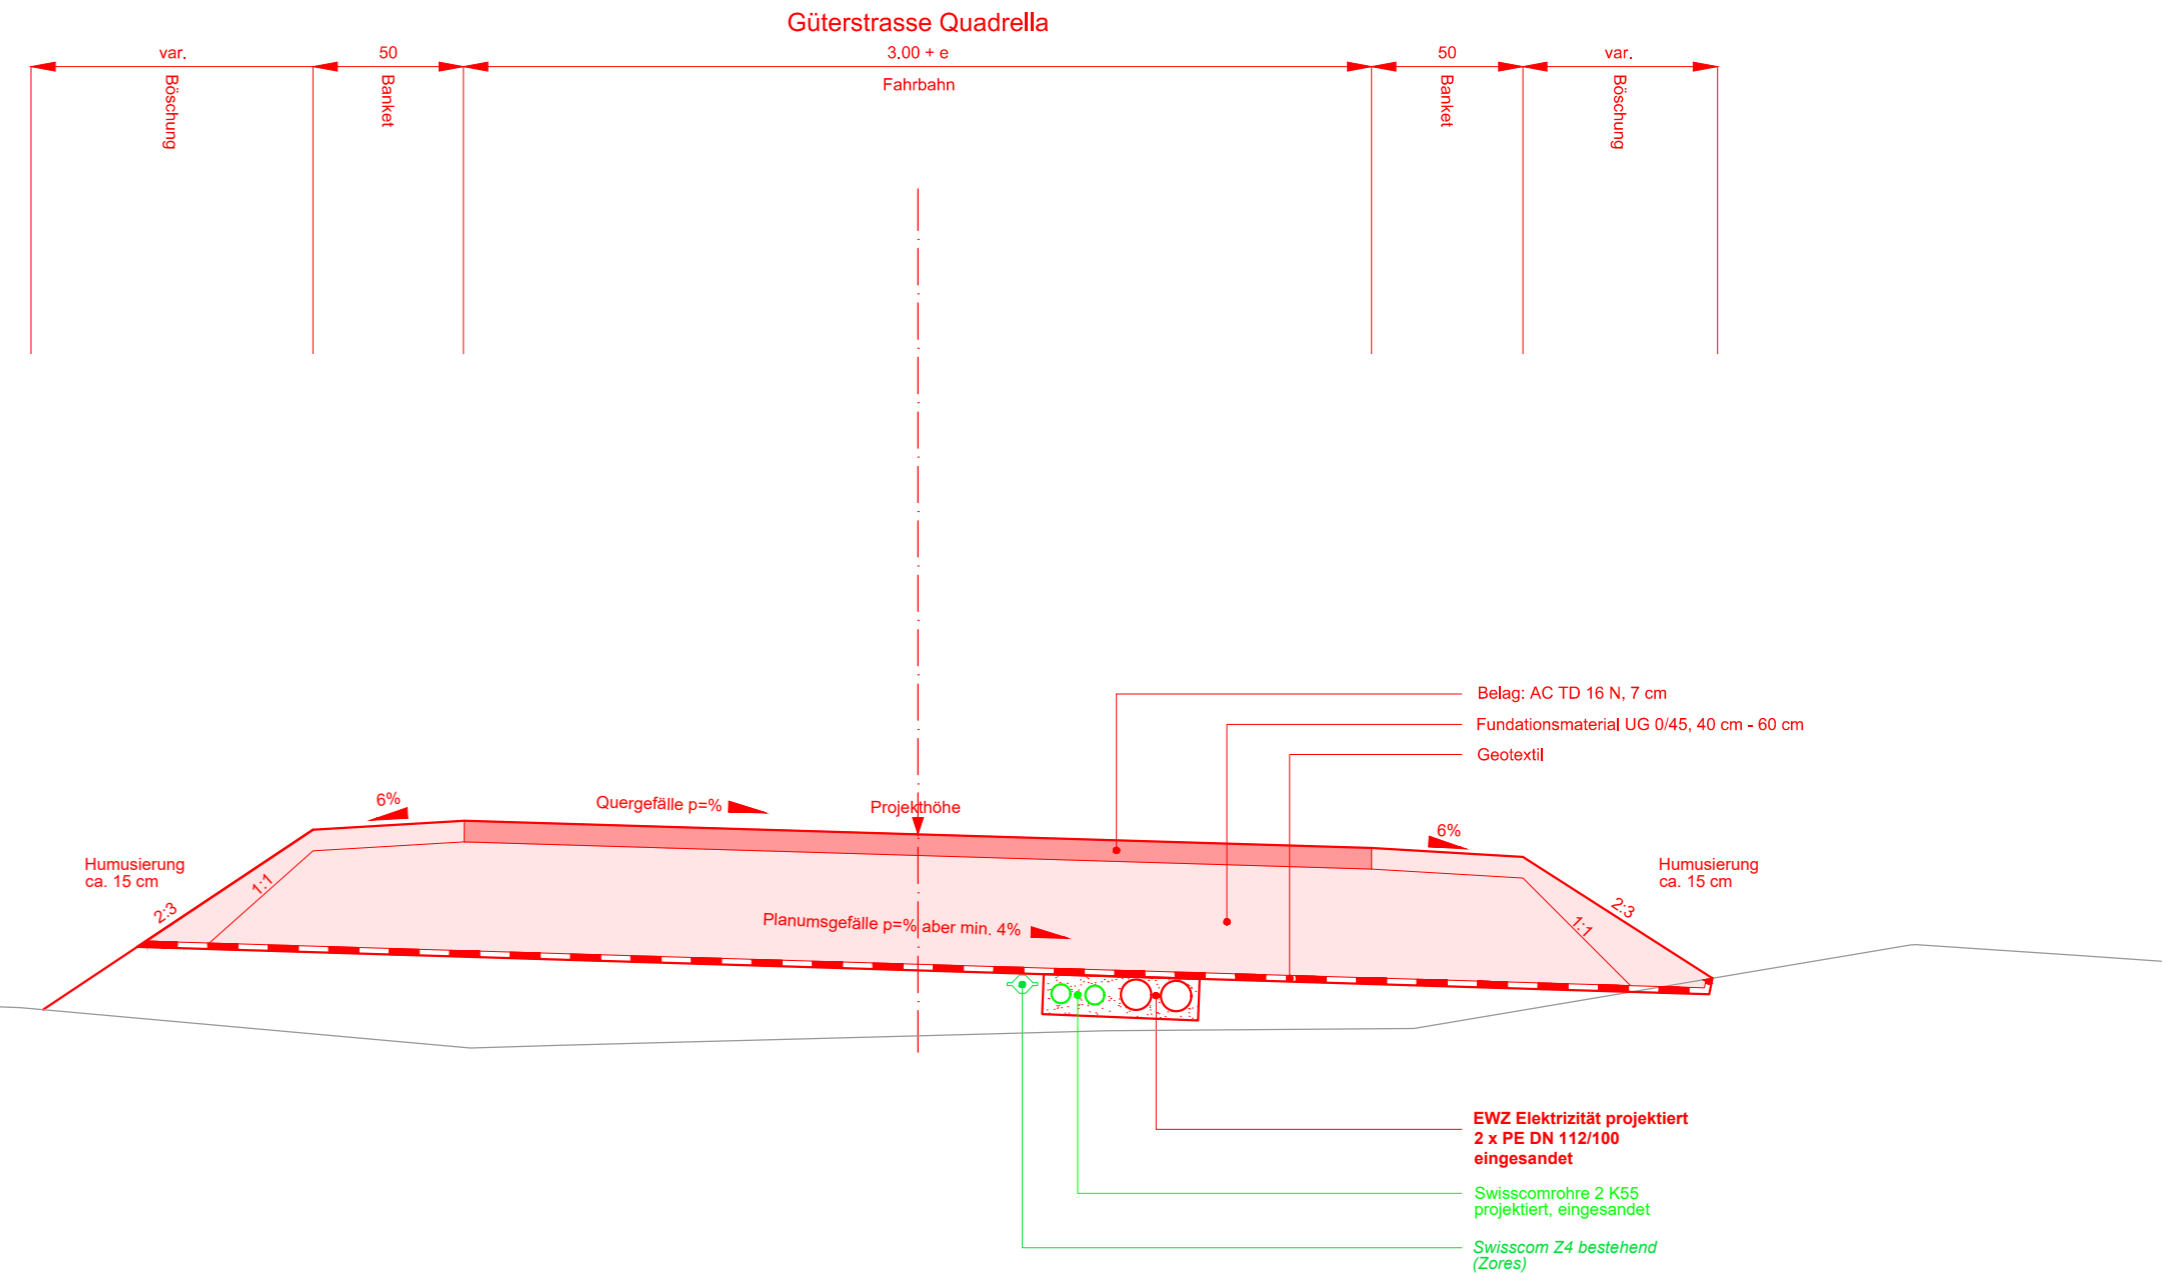 Güterstrasse Quadrella
var.
50
3.00 + e
50
var.
Böschung
Banket
Fahrbahn
Banket
Böschung
Belag: AC TD 16 N, 7 cm
Fundationsmaterial UG 0/45, 40 cm - 60 cm
Geotextil
6%
Quergefälle p=%
Projekthöhe
6%
Humusierung
ca. 15 cm
2:3
1:1
Planumsgefälle p=% aber min. 4%
1:1
2:3
Humusierung
ca. 15 cm
EWZ Elektrizität projektiert
2 x PE DN 112/100
eingesandet
Swisscomrohre 2 K55
projektiert, eingesandet
Swisscom Z4 bestehend
(Zores)